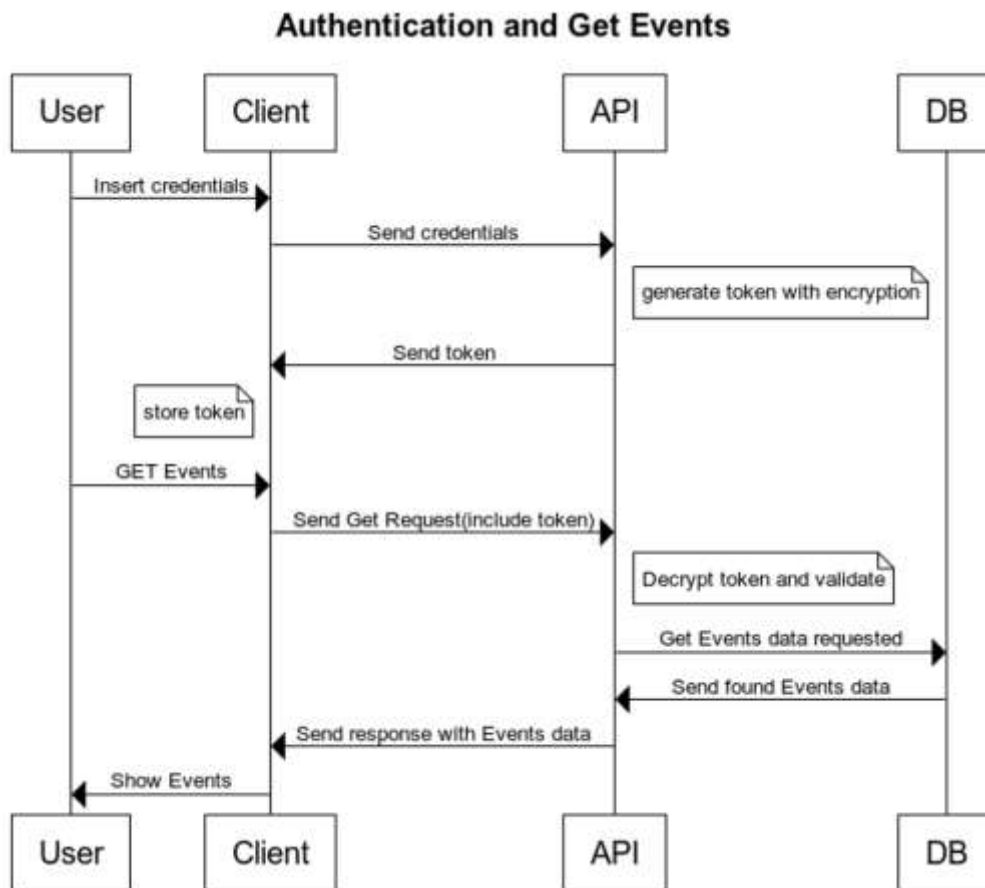 Authentication and Get Events
User Client API DB
Insert credentials
Send credentials
generate token with encryption
Send token
store token
GET Events
Send Get Request(include token)
Decrypt token and validate
Get Events data requested
Send found Events data
Send response with Events data
Show Events
User Client API DB